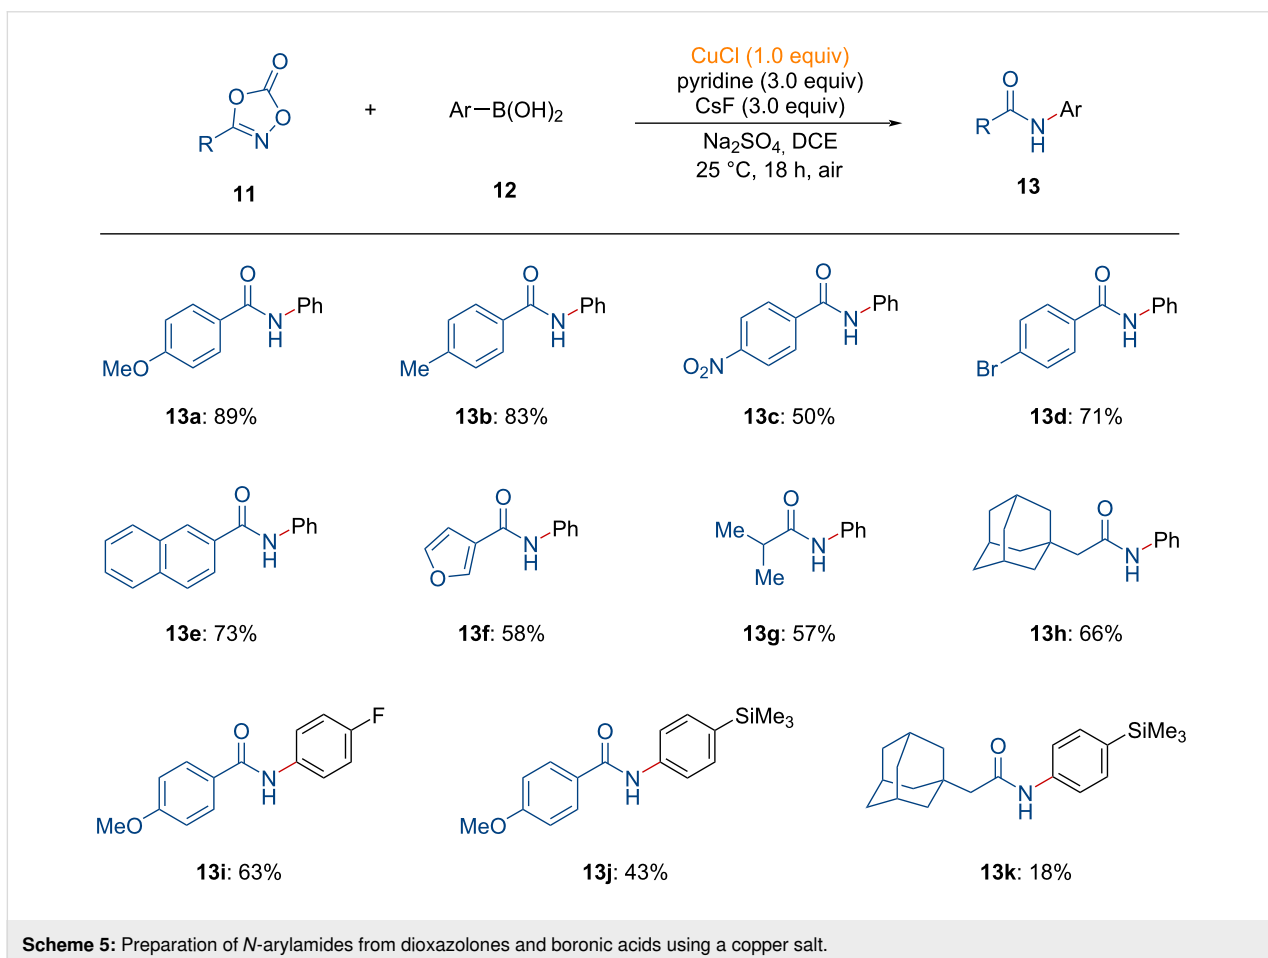 CuCl (1.0 equiv)
pyridine (3.0 equiv)
CsF (3.0 equiv)
Na2SO4, DCE
25 °C, 18 h, air
O
O
O
N
R
+
Ar–B(OH)2
O
R
N
H
Ar
11
12
13
O
N
H
Ph
MeO
O
N
H
Ph
Me
O
N
H
Ph
O2N
O
N
H
Ph
Br
13a: 89%
13b: 83%
13c: 50%
13d: 71%
O
N
H
Ph
O
N
H
Ph
O
O
N
H
Ph
Me
Me
O
N
H
Ph
13e: 73%
13f: 58%
13g: 57%
13h: 66%
O
N
H
F
MeO
O
N
H
SiMe3
MeO
O
N
H
SiMe3
13i: 63%
13j: 43%
13k: 18%
Scheme 5: Preparation of N-arylamides from dioxazolones and boronic acids using a copper salt.